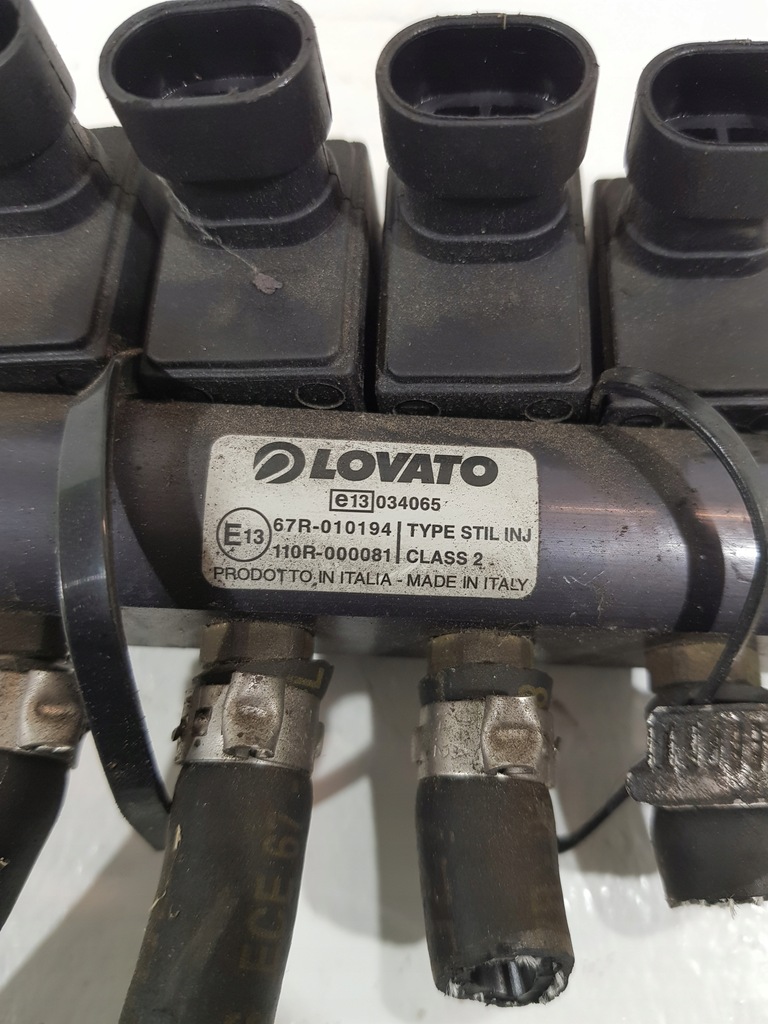 LOVATO
e13 034065
E13 67R-010194 TYPE STIL INJ
110R-000081 CLASS 2
PRODOTTO IN ITALIA - MADE IN ITALY
L
8
ECE 67